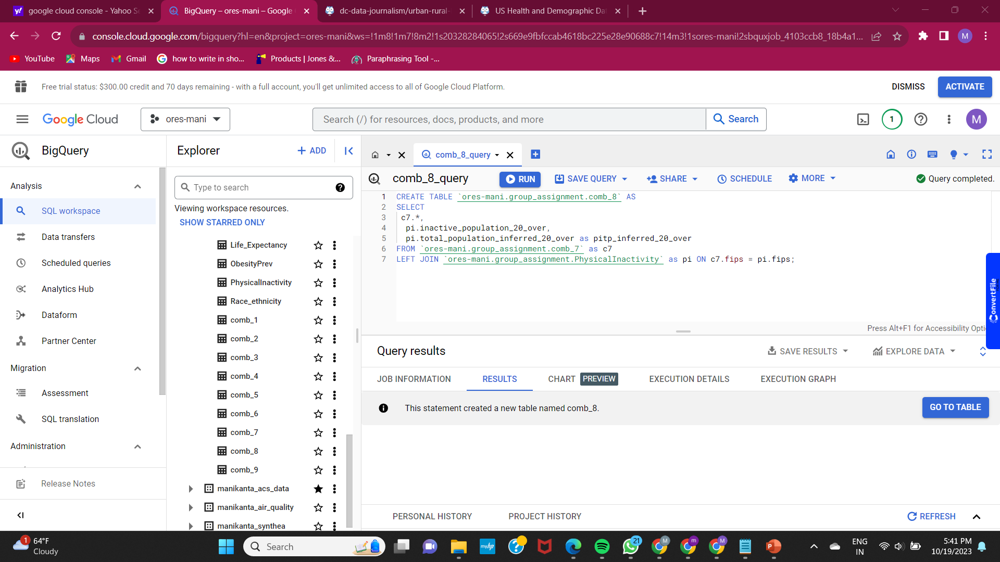 google cloud console - Yahoo Se
BigQuery – ores-mani – Google
dc-data-journalism/urban-rural-
US Health and Demographic Dat
console.cloud.google.com/bigquery?hl=en&project=ores-mani&ws=!1m8!1m7!8m2!1s20328284065!2s669e9fbfccab4618bc225e28e90688c7!14m3!1sores-mani!2sbquxjob_4103ccb8_18b4a1...
M
YouTube
Maps
Gmail
how to write in sho...
Products | Jones &...
Paraphrasing Tool -...
Free trial status: $300.00 credit and 70 days remaining - with a full account, you'll get unlimited access to all of Google Cloud Platform.
DISMISS
ACTIVATE
Google Cloud
ores-mani
Search (/) for resources, docs, products, and more
Search
1
M
BigQuery
Analysis
SQL workspace
Data transfers
Scheduled queries
Analytics Hub
Dataform
Partner Center
Migration
Assessment
SQL translation
Administration
Release Notes
Explorer
+ ADD
Type to search
Viewing workspace resources.
SHOW STARRED ONLY
Life_Expectancy
ObesityPrev
PhysicalInactivity
Race_ethnicity
comb_1
comb_2
comb_3
comb_4
comb_5
comb_6
comb_7
comb_8
comb_9
manikanta_acs_data
manikanta_air_quality
manikanta_synthea
comb_8_query
comb_8_query
RUN
SAVE QUERY
SHARE
SCHEDULE
MORE
Query completed.
1 CREATE TABLE `ores-mani.group_assignment.comb_8` AS
2 SELECT
3 c7.*,
4 pi.inactive_population_20_over,
5 pi.total_population_inferred_20_over as pitp_inferred_20_over
6 FROM `ores-mani.group_assignment.comb_7` as c7
7 LEFT JOIN `ores-mani.group_assignment.PhysicalInactivity` as pi ON c7.fips = pi.fips;
Press Alt+F1 for Accessibility Opti
ConvertFile
Query results
SAVE RESULTS
EXPLORE DATA
JOB INFORMATION
RESULTS
CHART PREVIEW
EXECUTION DETAILS
EXECUTION GRAPH
This statement created a new table named comb_8.
GO TO TABLE
PERSONAL HISTORY
PROJECT HISTORY
REFRESH
1
64°F
Cloudy
Search
myhp
21
M
m
M
P
ENG
IN
5:41 PM
10/19/2023